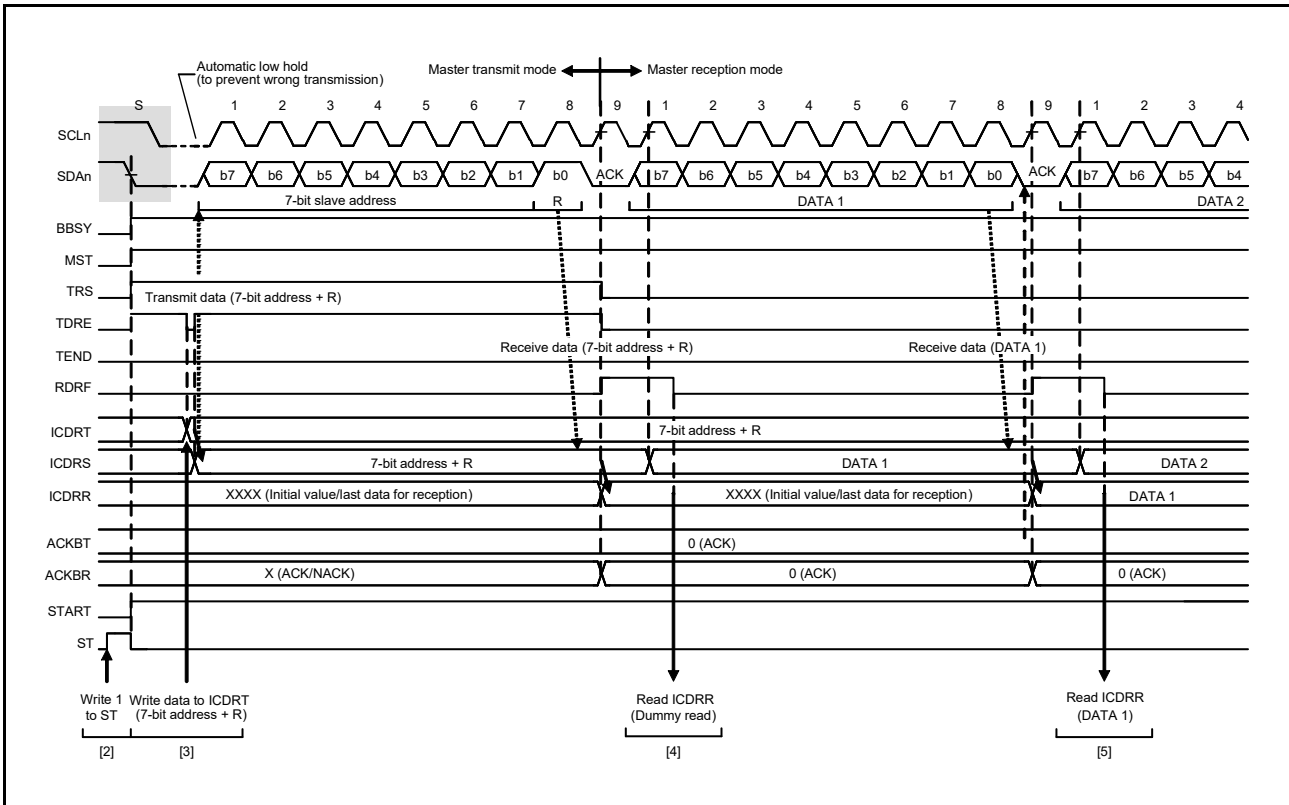 Automatic low hold
(to prevent wrong transmission)
Master transmit mode
Master reception mode
S 1 2 3 4 5 6 7 8 9 1 2 3 4 5 6 7 8 9 1 2 3 4
SCLn
SDAn b7 b6 b5 b4 b3 b2 b1 b0 ACK b7 b6 b5 b4 b3 b2 b1 b0 ACK b7 b6 b5 b4
7-bit slave address R DATA 1 DATA 2
BBSY
MST
TRS
Transmit data (7-bit address + R)
TDRE
Receive data (7-bit address + R) Receive data (DATA 1)
TEND
RDRF
ICDRT 7-bit address + R
ICDRS 7-bit address + R DATA 1 DATA 2
ICDRR XXXX (Initial value/last data for reception) XXXX (Initial value/last data for reception) DATA 1
ACKBT 0 (ACK)
ACKBR X (ACK/NACK) 0 (ACK) 0 (ACK)
START
ST
Write 1
to ST
Write data to ICDRT
(7-bit address + R)
Read ICDRR
(Dummy read)
Read ICDRR
(DATA 1)
[2] [3] [4] [5]